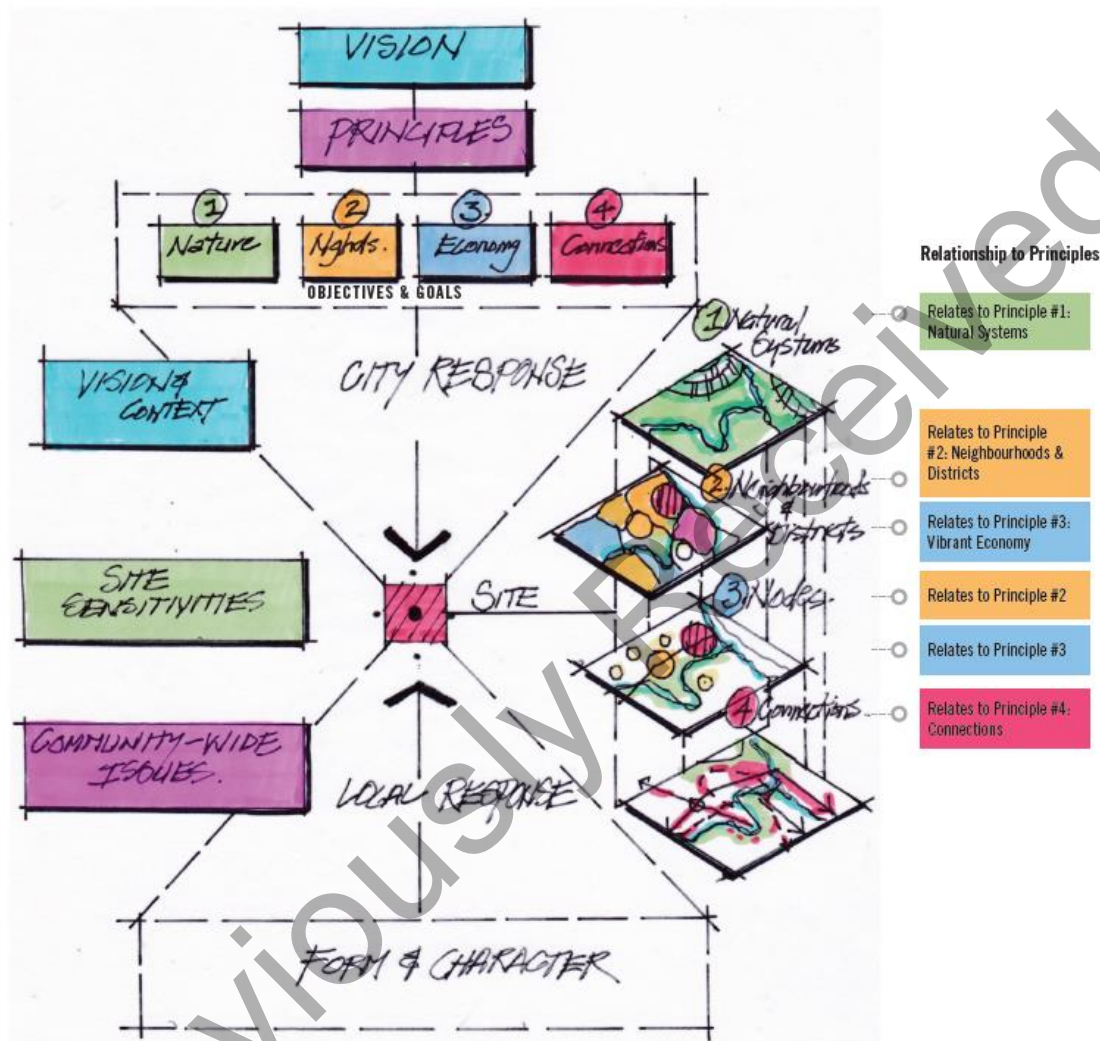 VISION
PRINCIPLES
1
2
3.
4.
Nature
Nghds.
Economy
Connections
OBJECTIVES & GOALS
CITY RESPONSE
VISION &
CONTEXT
SITE
SENSITIVITIES
COMMUNITY-WIDE
ISSUES.
SITE
LOCAL RESPONSE
FORM & CHARACTER
1 Natural
Systems
2. Neighbourhoods
&
Districts
3. Nodes.
4 Connections
Relationship to Principles
Relates to Principle #1:
Natural Systems
Relates to Principle
#2: Neighbourhoods &
Districts
Relates to Principle #3:
Vibrant Economy
Relates to Principle #2
Relates to Principle #3
Relates to Principle #4:
Connections
viously Received